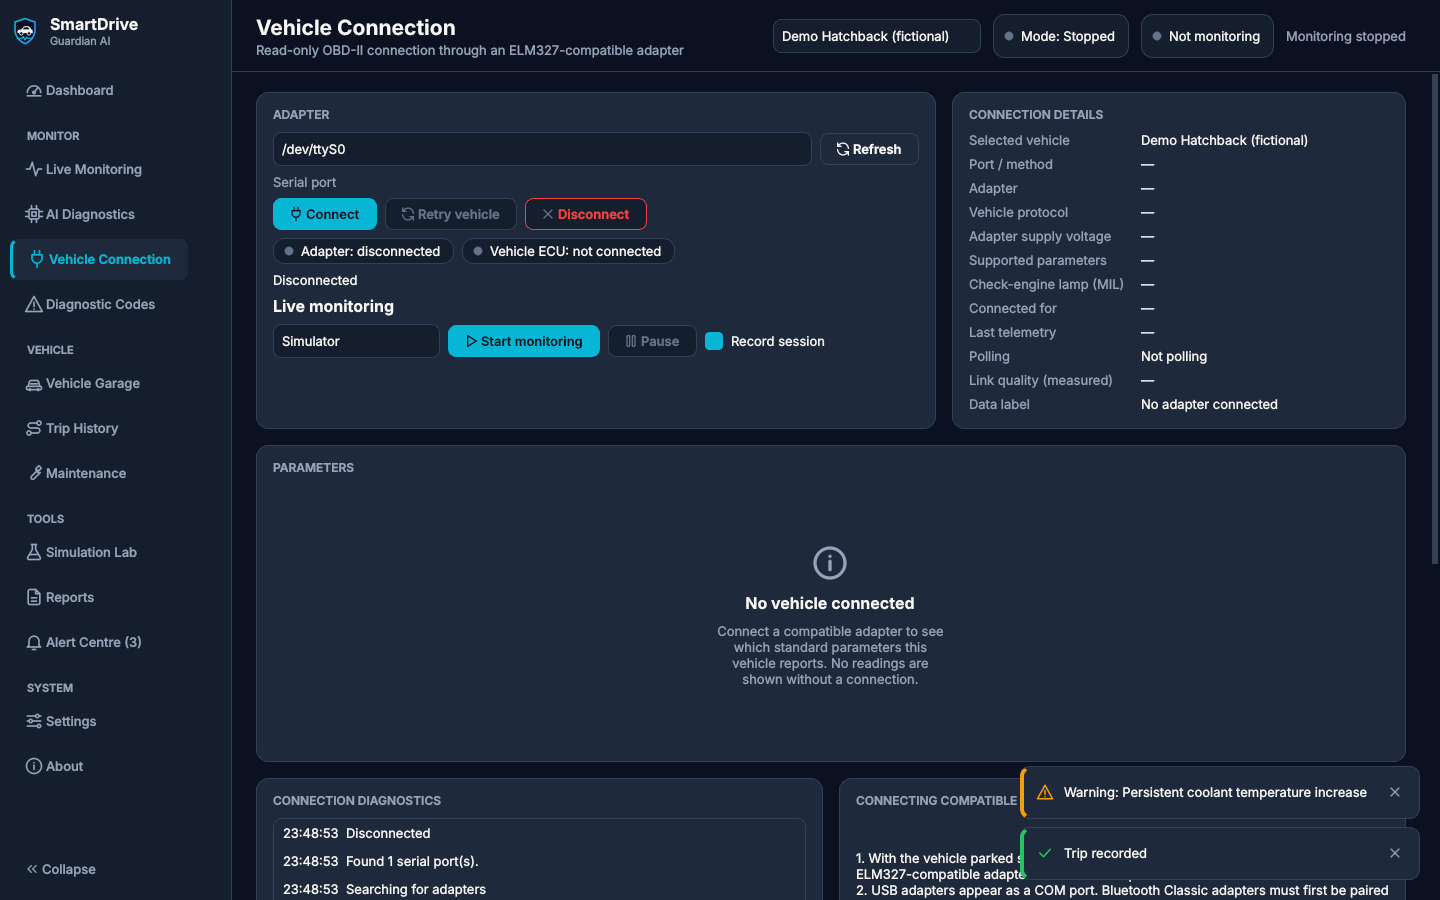 SmartDrive
Guardian AI
Dashboard
MONITOR
Live Monitoring
AI Diagnostics
Vehicle Connection
Diagnostic Codes
VEHICLE
Vehicle Garage
Trip History
Maintenance
TOOLS
Simulation Lab
Reports
Alert Centre (3)
SYSTEM
Settings
About
Collapse
Vehicle Connection
Read-only OBD-II connection through an ELM327-compatible adapter
Demo Hatchback (fictional)
Mode: Stopped
Not monitoring
Monitoring stopped
ADAPTER
/dev/ttyS0
Refresh
Serial port
Connect
Retry vehicle
Disconnect
Adapter: disconnected
Vehicle ECU: not connected
Disconnected
Live monitoring
Simulator
Start monitoring
Pause
Record session
CONNECTION DETAILS
Selected vehicle Demo Hatchback (fictional)
Port / method —
Adapter —
Vehicle protocol —
Adapter supply voltage —
Supported parameters —
Check-engine lamp (MIL) —
Connected for —
Last telemetry —
Polling Not polling
Link quality (measured) —
Data label No adapter connected
PARAMETERS
No vehicle connected
Connect a compatible adapter to see
which standard parameters this
vehicle reports. No readings are
shown without a connection.
CONNECTION DIAGNOSTICS
23:48:53 Disconnected
23:48:53 Found 1 serial port(s).
23:48:53 Searching for adapters
CONNECTING COMPATIBLE
1. With the vehicle parked
ELM327-compatible
2. USB adapters appear as a COM port. Bluetooth Classic adapters must first be paired
Warning: Persistent coolant temperature increase
Trip recorded